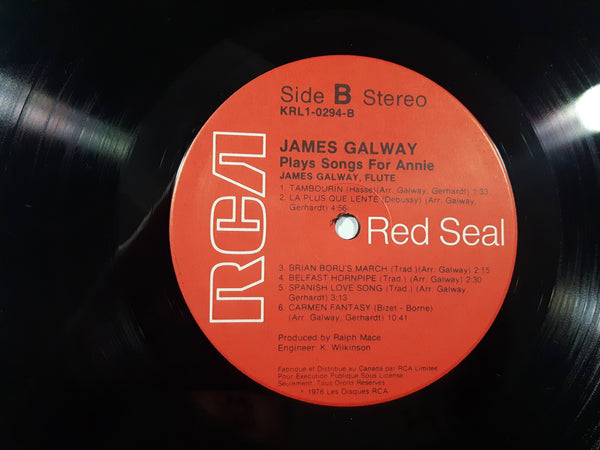 Side B Stereo
KRL1-0294-B
JAMES GALWAY
Plays Songs For Annie
JAMES GALWAY, FLUTE
1. TAMBOURIN (Hasse)(Arr. Galway, Gerhardt) 1:33
2. LA PLUS QUE LENTE (Debussy) (Arr. Galway,
Gerhardt) 4:56
RCA
Red Seal
3. BRIAN BORU'S MARCH (Trad.)(Arr. Galway) 2:15
4. BELFAST HORNPIPE (Trad.) (Arr. Galway) 2:30
5. SPANISH LOVE SONG (Trad.) (Arr. Galway,
Gerhardt) 3:13
6. CARMEN FANTASY (Bizet - Borne)
(Arr. Galway, Gerhardt) 10:41
Produced by Ralph Mace
Engineer: K. Wilkinson
Fabriqué et Distribué au Canada par RCA Limitée
Pour Exécution Publique Sous License
Seulement. Tous Droits Réservés
1978 Les Disques RCA